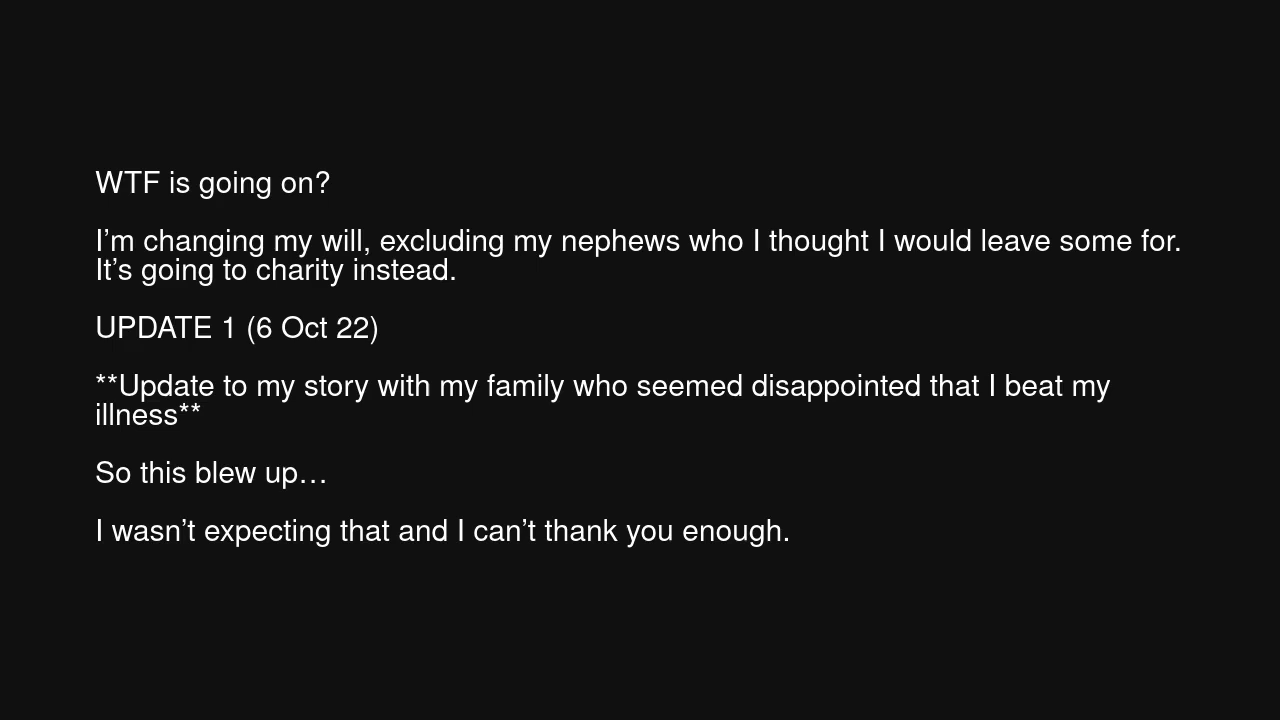 WTF is going on?
I’m changing my will, excluding my nephews who I thought I would leave some for.
It’s going to charity instead.
UPDATE 1 (6 Oct 22)
**Update to my story with my family who seemed disappointed that I beat my
illness**
So this blew up…
I wasn’t expecting that and I can’t thank you enough.